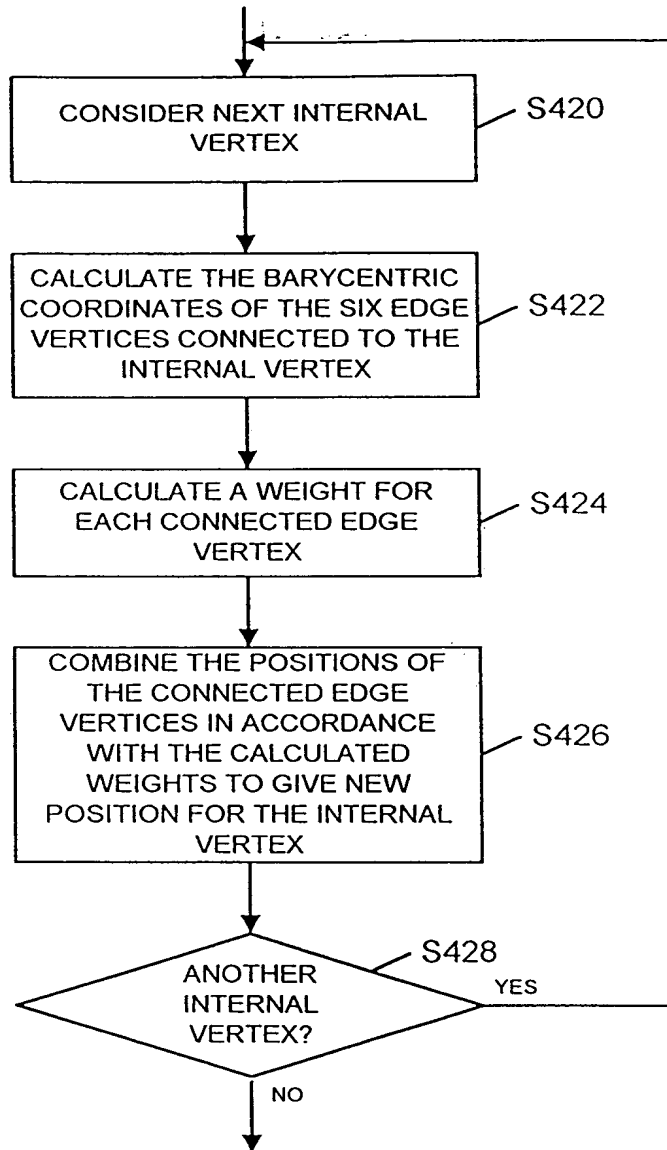 CONSIDER NEXT INTERNAL
VERTEX
S420
CALCULATE THE BARYCENTRIC
COORDINATES OF THE SIX EDGE
VERTICES CONNECTED TO THE
INTERNAL VERTEX
S422
CALCULATE A WEIGHT FOR
EACH CONNECTED EDGE
VERTEX
S424
COMBINE THE POSITIONS OF
THE CONNECTED EDGE
VERTICES IN ACCORDANCE
WITH THE CALCULATED
WEIGHTS TO GIVE NEW
POSITION FOR THE INTERNAL
VERTEX
S426
S428
ANOTHER
INTERNAL
VERTEX?
YES
NO